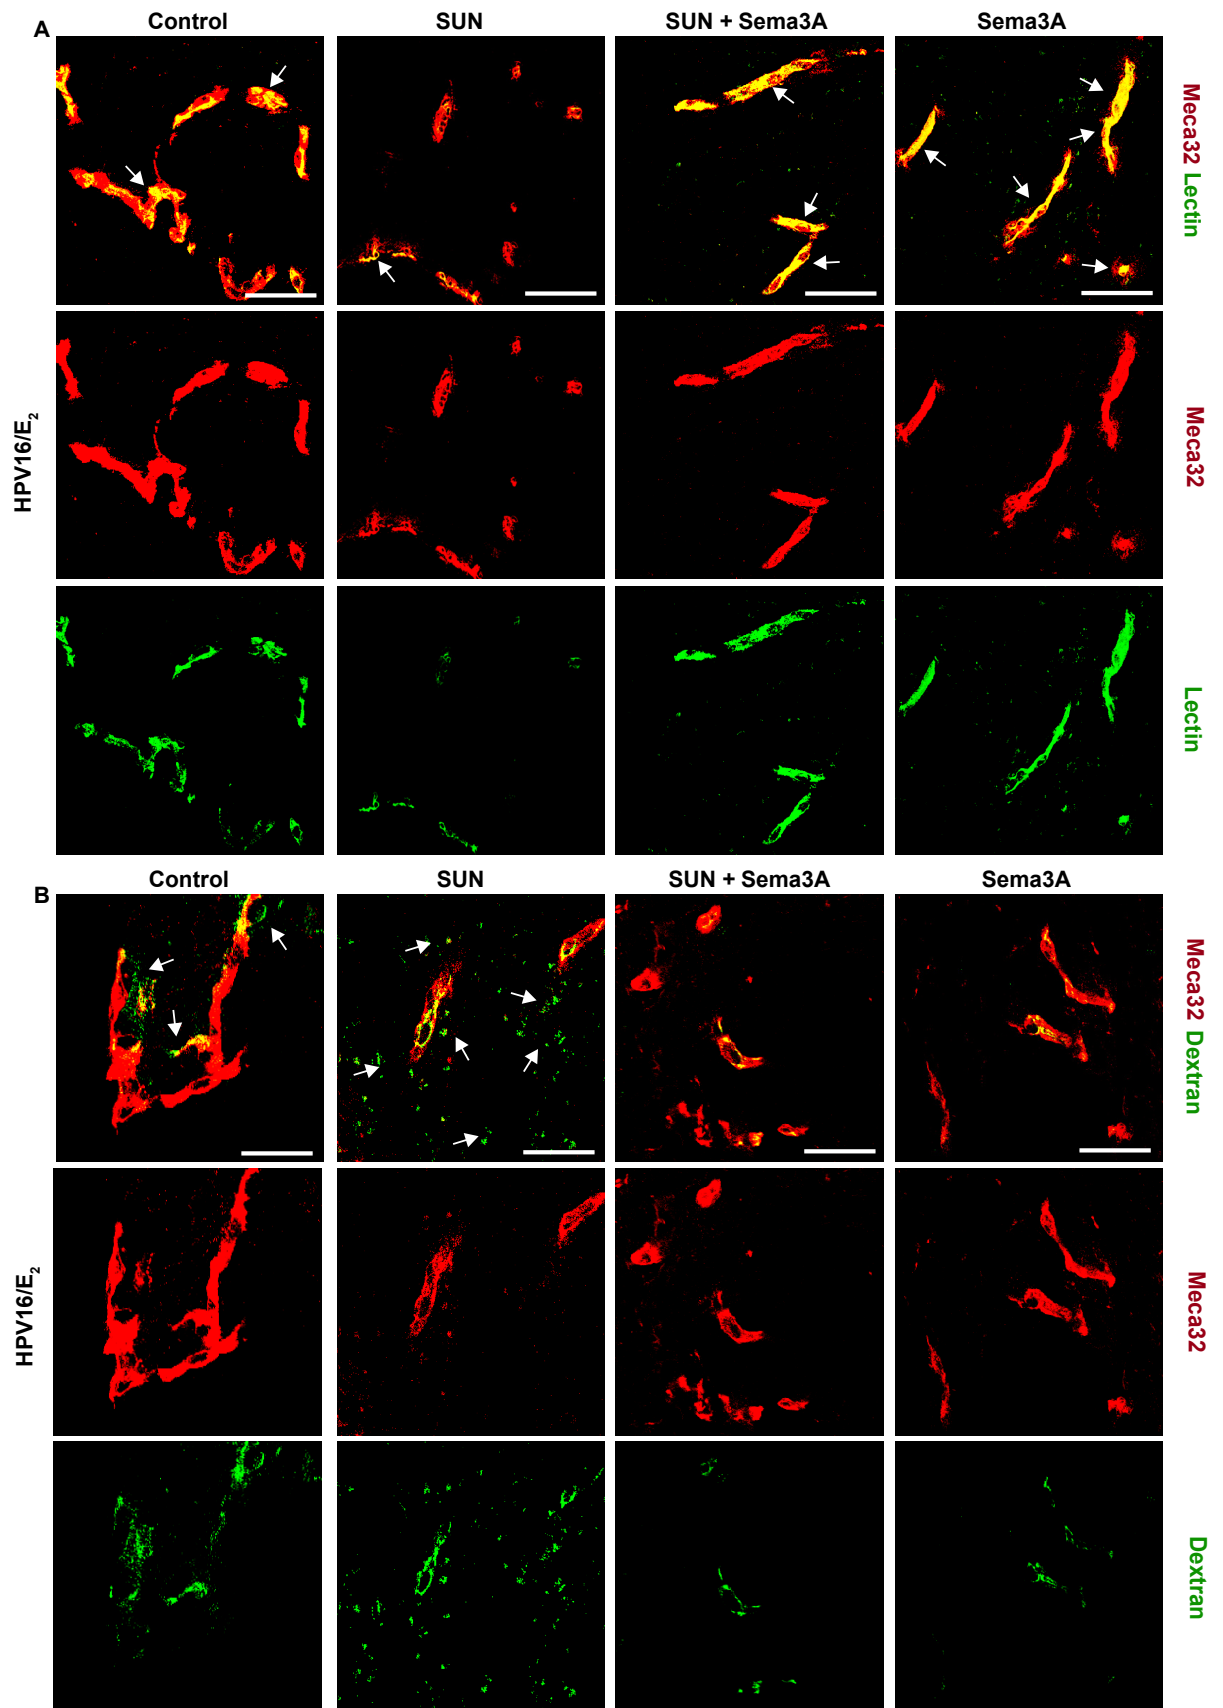 A
Control
SUN
SUN + Sema3A
Sema3A
Meca32 Lectin
Meca32
Lectin
HPV16/E2
B
Control
SUN
SUN + Sema3A
Sema3A
Meca32 Dextran
Meca32
Dextran
HPV16/E2